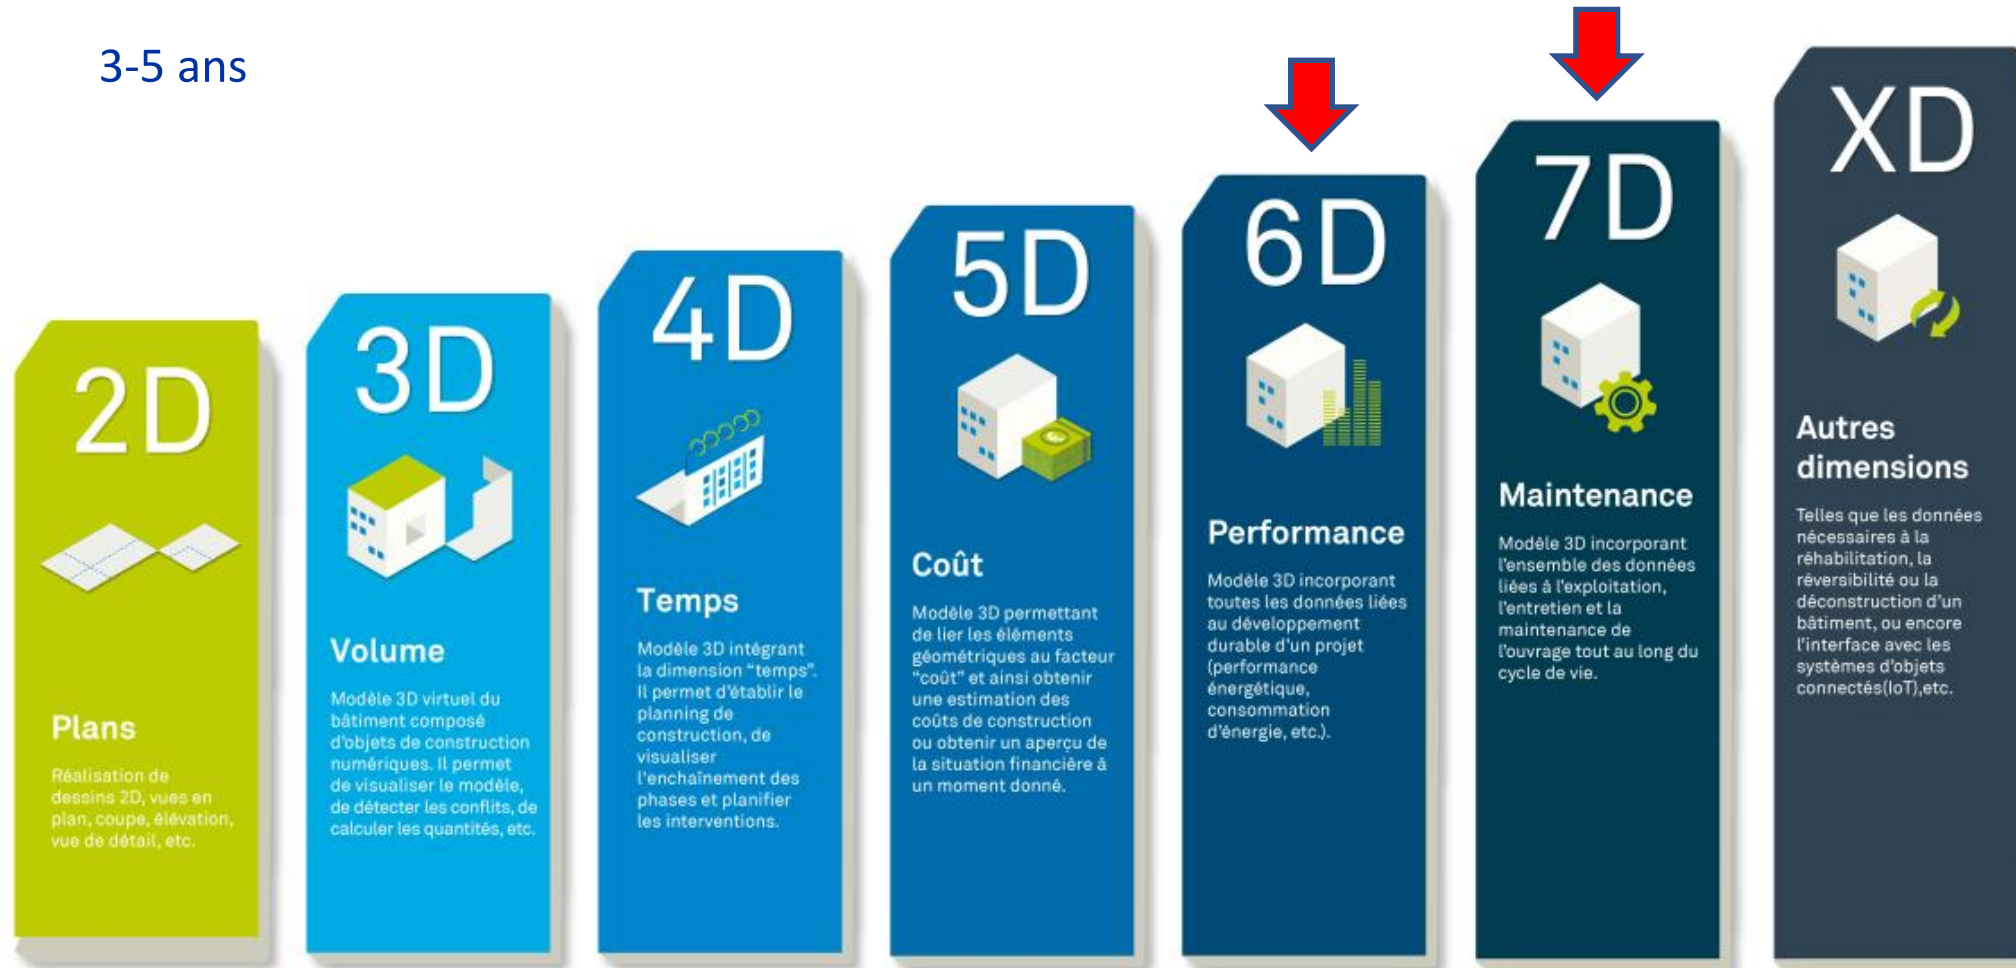 3-5 ans
2D
Plans
Réalisation de
dessins 2D, vues en
plan, coupe, élévation,
vue de détail, etc.
3D
Volume
Modèle 3D virtuel du
bâtiment composé
d'objets de construction
numériques. Il permet
de visualiser le modèle,
de détecter les conflits, de
calculer les quantités, etc.
4D
Temps
Modèle 3D intégrant
la dimension "temps".
Il permet d'établir le
planning de
construction, de
visualiser
l'enchaînement des
phases et planifier
les interventions.
5D
Coût
Modèle 3D permettant
de lier les éléments
géométriques au facteur
"coût" et ainsi obtenir
une estimation des
coûts de construction
ou obtenir un aperçu de
la situation financière à
un moment donné.
6D
Performance
Modèle 3D incorporant
toutes les données liées
au développement
durable d'un projet
(performance
énergétique,
consommation
d'énergie, etc.).
7D
Maintenance
Modèle 3D incorporant
l'ensemble des données
liées à l'exploitation,
l'entretien et la
maintenance de
l'ouvrage tout au long du
cycle de vie.
XD
Autres
dimensions
Telles que les données
nécessaires à la
réhabilitation, la
réversibilité ou la
déconstruction d'un
bâtiment, ou encore
l'interface avec les
systèmes d'objets
connectés(IoT),etc.